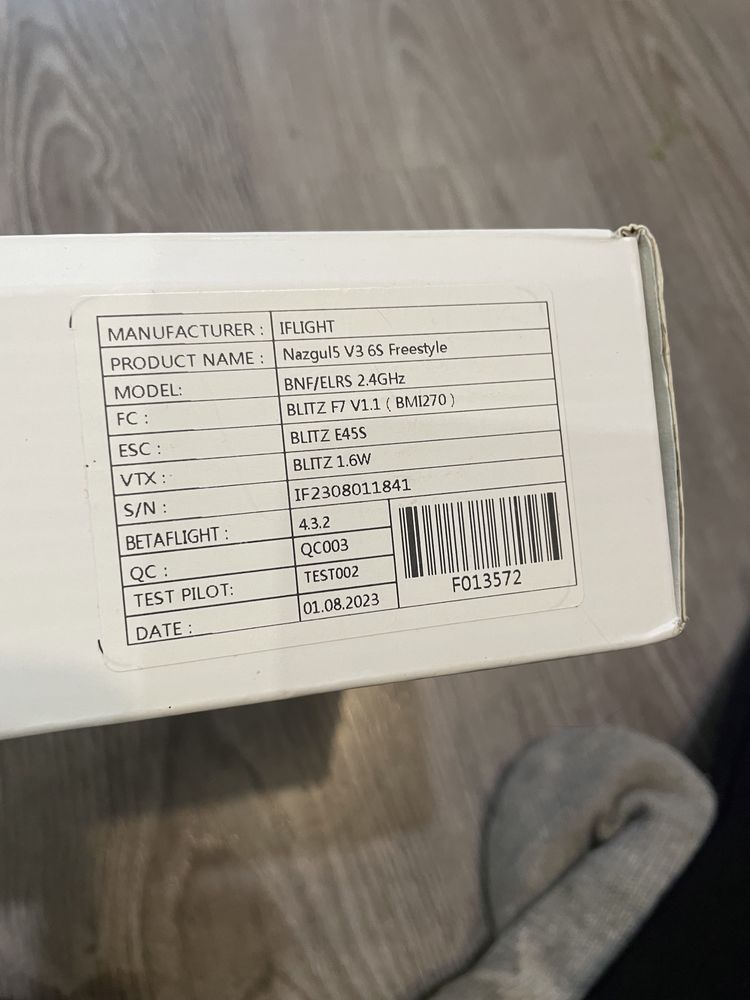 MANUFACTURER : IFLIGHT
PRODUCT NAME : Nazgul5 V3 6S Freestyle
MODEL: BNF/ELRS 2.4GHz
FC : BLITZ F7 V1.1 ( BMI270 )
ESC : BLITZ E45S
VTX : BLITZ 1.6W
S/N : IF2308011841
BETAFLIGHT : 4.3.2
QC : QC003
TEST PILOT: TEST002
DATE : 01.08.2023
F013572